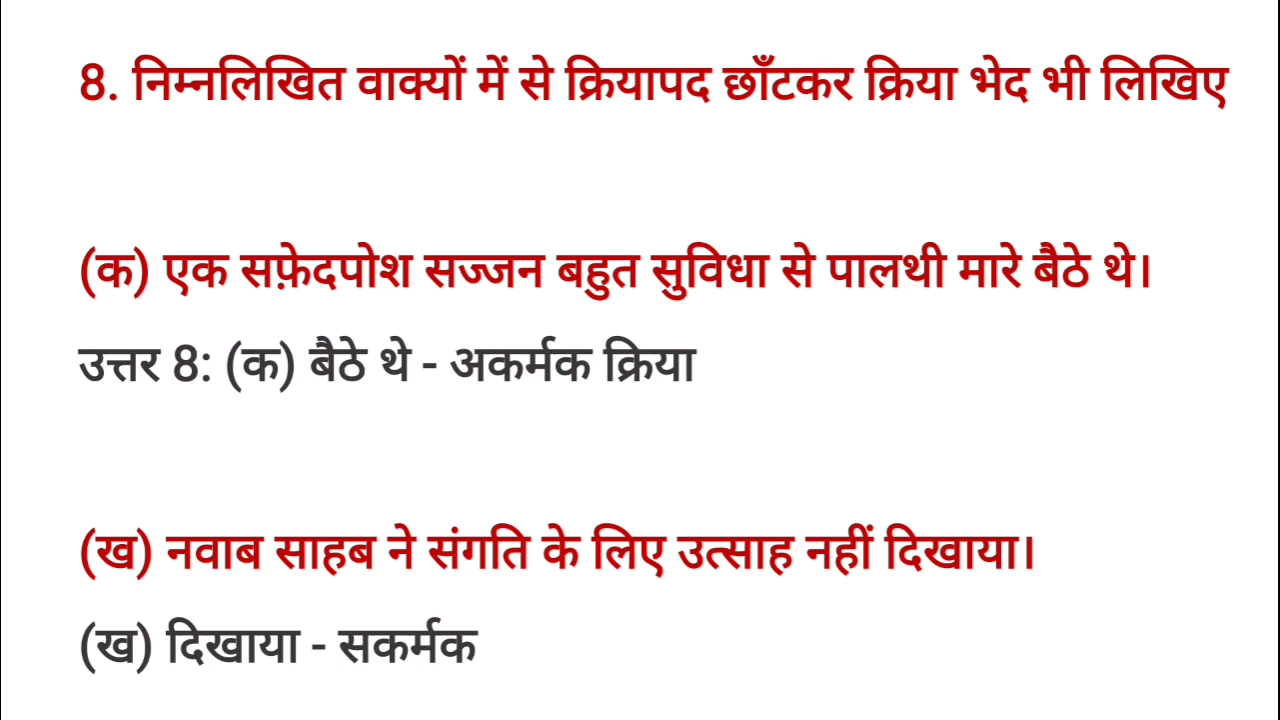 8. निम्नलिखित वाक्यों में से क्रियापद छाँटकर क्रिया भेद भी लिखिए
(क) एक सफ़ेदपोश सज्जन बहुत सुविधा से पालथी मारे बैठे थे।
उत्तर 8: (क) बैठे थे - अकर्मक क्रिया
(ख) नवाब साहब ने संगति के लिए उत्साह नहीं दिखाया।
(ख) दिखाया - सकर्मक